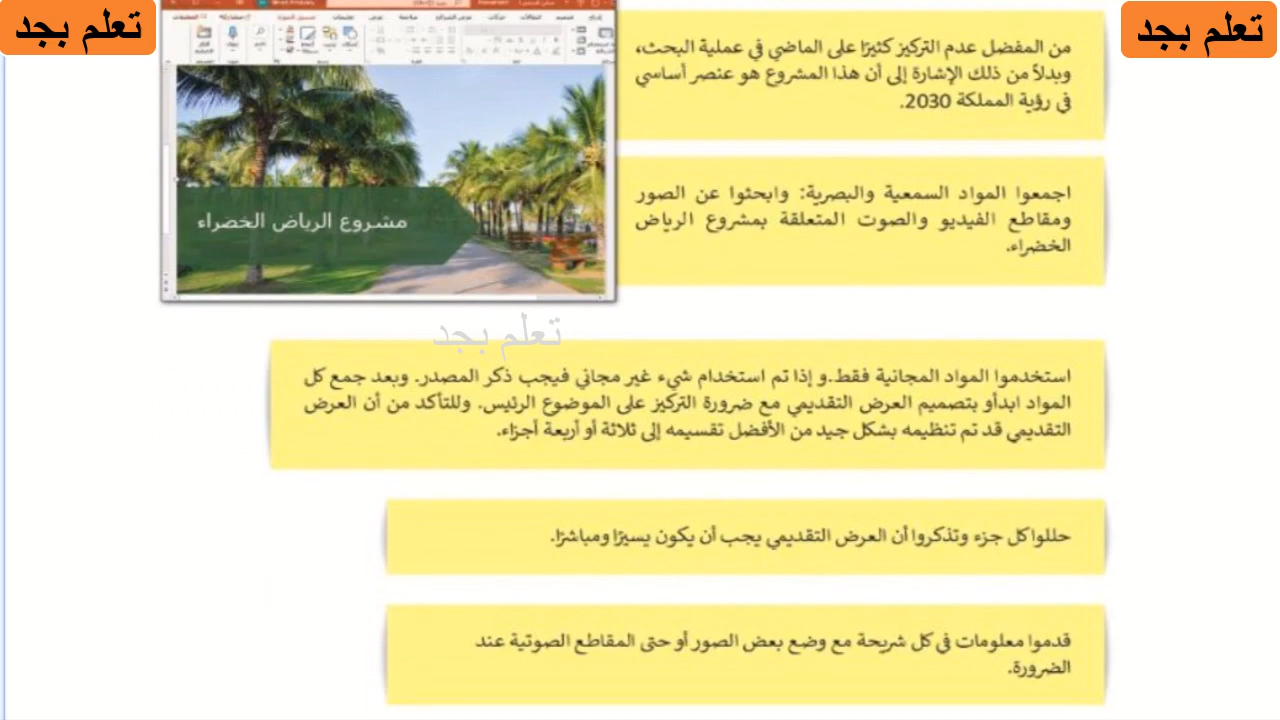 تعلم بجد
تعلم بجد
من المفضل عدم التركيز كثيرًا على الماضي في عملية البحث،
وبدلاً من ذلك الإشارة إلى أن هذا المشروع هو عنصر أساسي
في رؤية المملكة 2030.
مشروع الرياض الخضراء
اجمعوا المواد السمعية والبصرية: وابحثوا عن الصور
ومقاطع الفيديو والصوت المتعلقة بمشروع الرياض
الخضراء.
تعلم بجد
استخدموا المواد المجانية فقط.و إذا تم استخدام شيء غير مجاني فيجب ذكر المصدر. وبعد جمع كل
المواد ابدأو بتصميم العرض التقديمي مع ضرورة التركيز على الموضوع الرئيس. وللتأكد من أن العرض
التقديمي قد تم تنظيمه بشكل جيد من الأفضل تقسيمه إلى ثلاثة أو أربعة أجزاء.
حللواكل جزء وتذكروا أن العرض التقديمي يجب أن يكون يسيرًا ومباشرًا.
قدموا معلومات في كل شريحة مع وضع بعض الصور أو حتى المقاطع الصوتية عند
الضرورة.